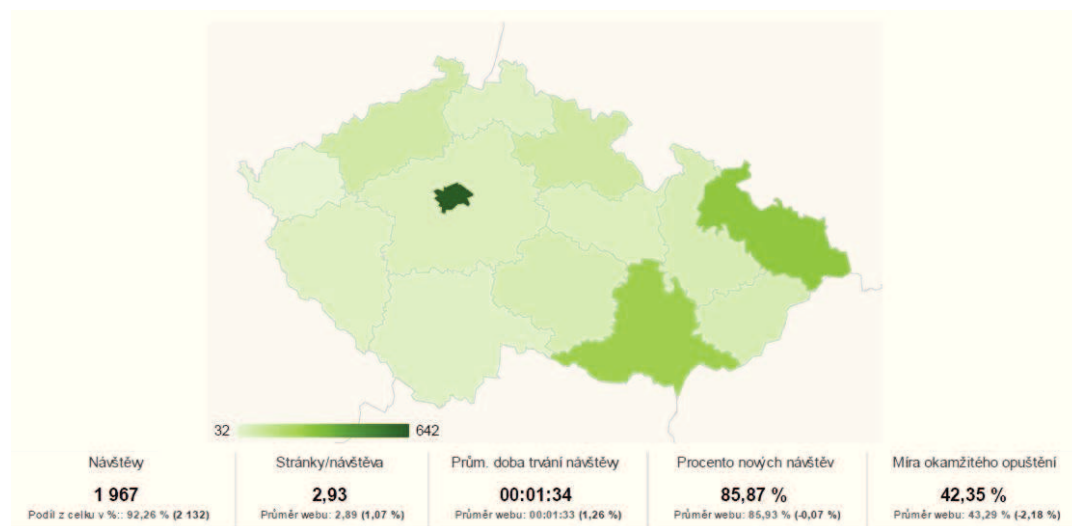 32 642
Návštěvy Stránky/návštěva Prům. doba trvání návštěvy Procento nových návštěv Míra okamžitého opuštění
1 967 2,93 00:01:34 85,87 % 42,35 %
Podíl z celku v %:: 92,26 % (2 132) Průměr webu: 2,89 (1,07 %) Průměr webu: 00:01:33 (1,26 %) Průměr webu: 85,93 % (-0,07 %) Průměr webu: 43,29 % (-2,18 %)